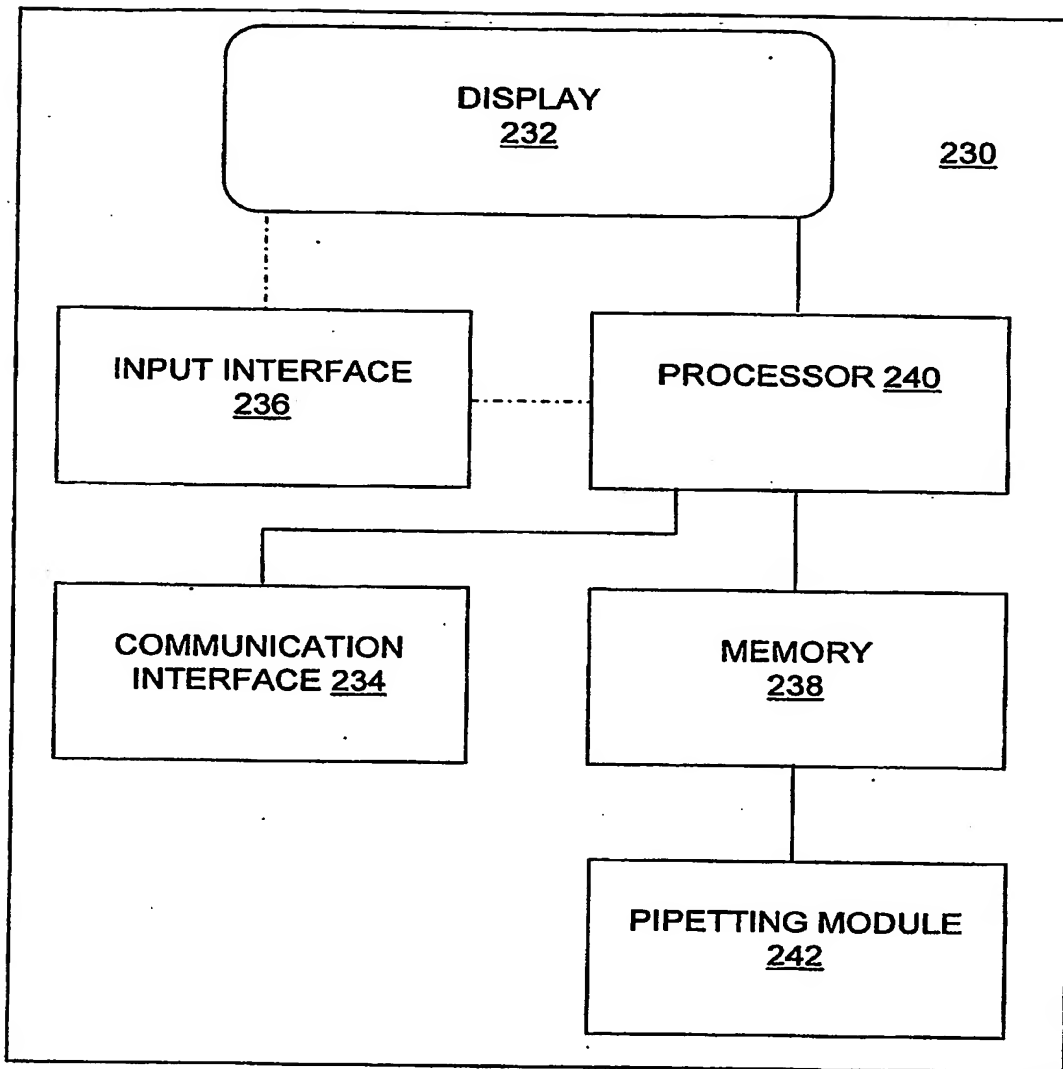 DISPLAY
232
230
INPUT INTERFACE
236
PROCESSOR 240
COMMUNICATION
INTERFACE 234
MEMORY
238
PIPETTING MODULE
242